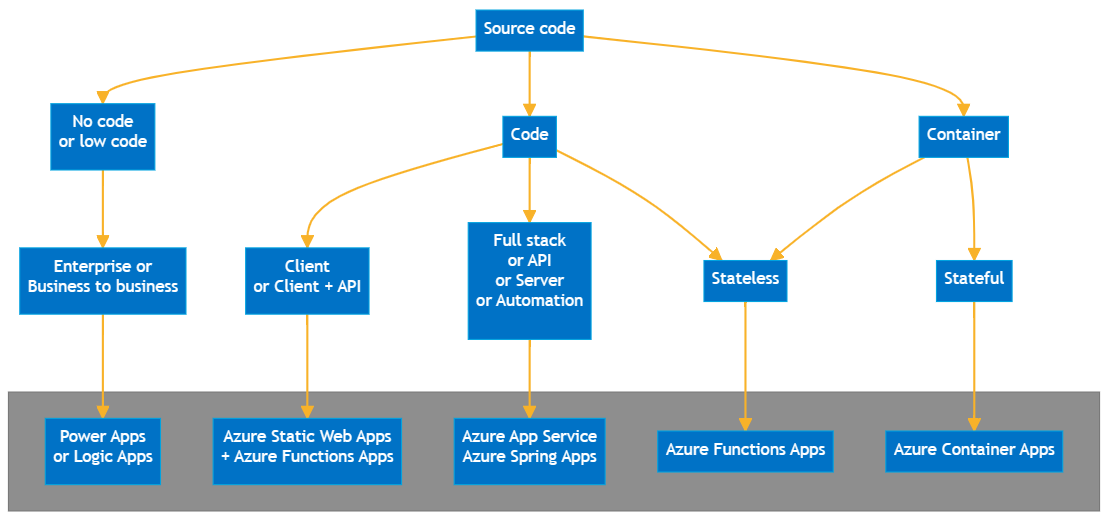 Source code
No code
or low code
Code
Container
Enterprise or
Business to business
Client
or Client + API
Full stack
or API
or Server
or Automation
Stateless
Stateful
Power Apps
or Logic Apps
Azure Static Web Apps
+ Azure Functions Apps
Azure App Service
Azure Spring Apps
Azure Functions Apps
Azure Container Apps